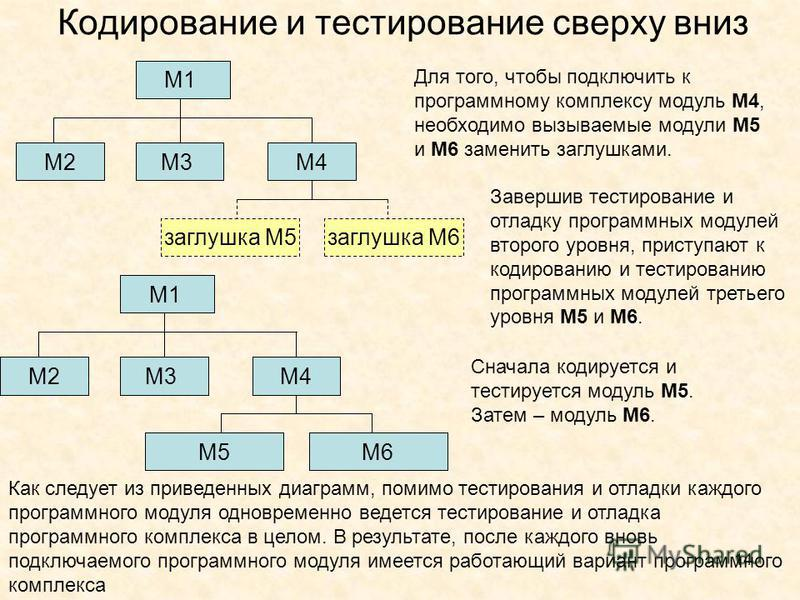 Кодирование и тестирование сверху вниз
М1
М2 М3 М4
заглушка М5 заглушка М6
Для того, чтобы подключить к
программному комплексу модуль М4,
необходимо вызываемые модули М5
и М6 заменить заглушками.
Завершив тестирование и
отладку программных модулей
второго уровня, приступают к
кодированию и тестированию
программных модулей третьего
уровня М5 и М6.
М1
М2 М3 М4
М5 М6
Сначала кодируется и
тестируется модуль М5.
Затем – модуль М6.
Как следует из приведенных диаграмм, помимо тестирования и отладки каждого
программного модуля одновременно ведется тестирование и отладка
программного комплекса в целом. В результате, после каждого вновь
подключаемого программного модуля имеется работающий вариант программного
комплекса
MyShared